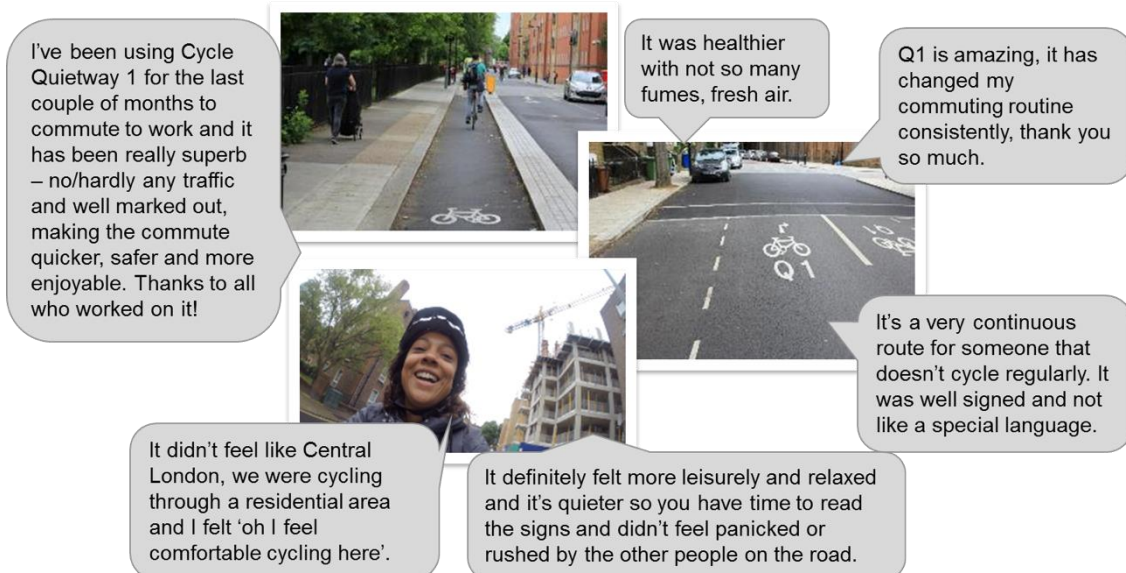 I've been using Cycle
Quietway 1 for the last
couple of months to
commute to work and it
has been really superb
– no/hardly any traffic
and well marked out,
making the commute
quicker, safer and more
enjoyable. Thanks to all
who worked on it!
It was healthier
with not so many
fumes, fresh air.
Q1 is amazing, it has
changed my
commuting routine
consistently, thank you
so much.
Q1
It's a very continuous
route for someone that
doesn't cycle regularly. It
was well signed and not
like a special language.
It didn't feel like Central
London, we were cycling
through a residential area
and I felt 'oh I feel
comfortable cycling here'.
It definitely felt more leisurely and relaxed
and it's quieter so you have time to read
the signs and didn't feel panicked or
rushed by the other people on the road.